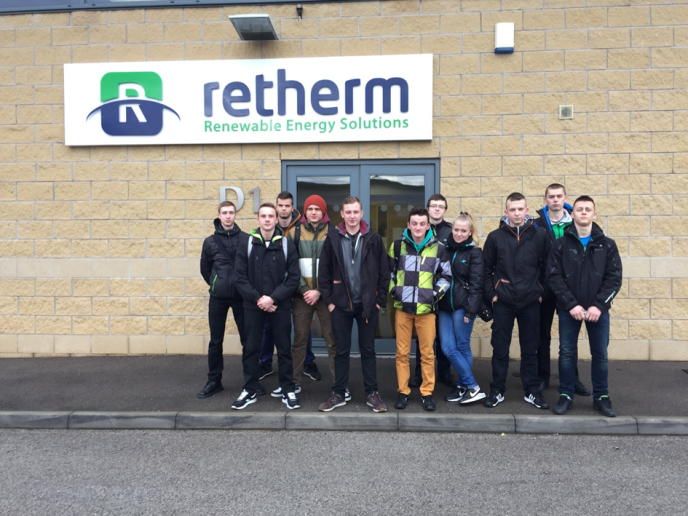 R
retherm
Renewable Energy Solutions
D1